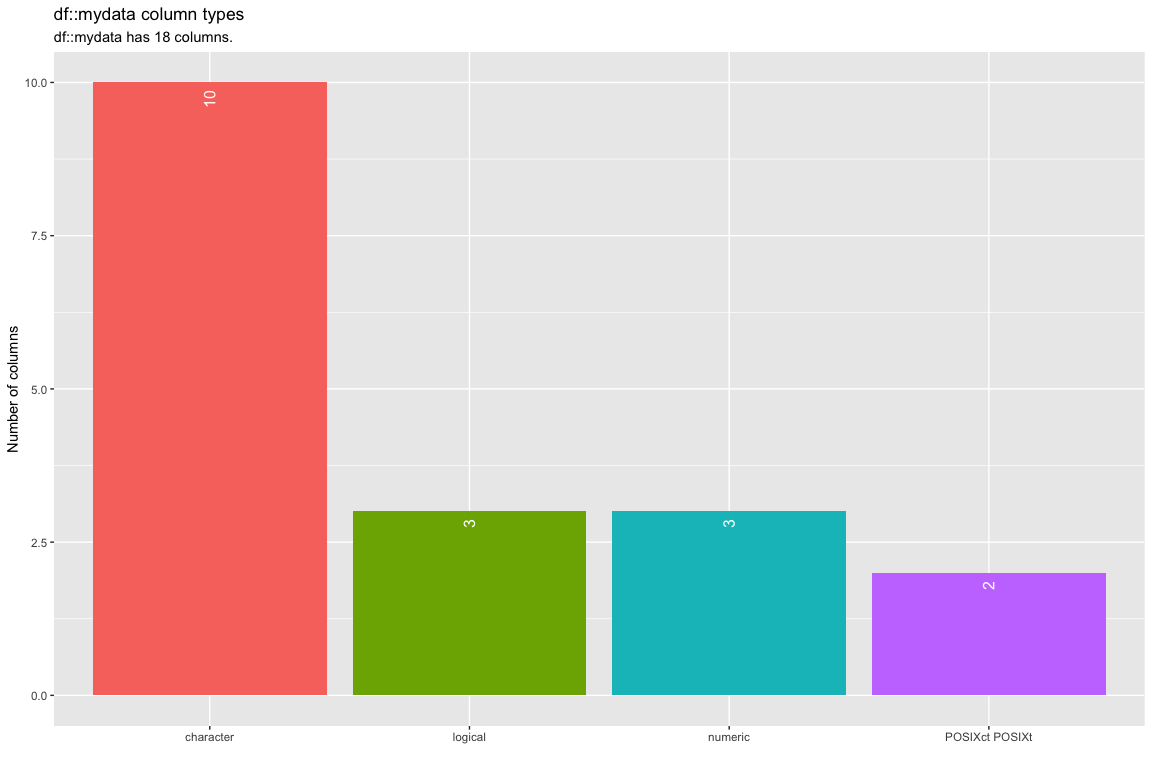 df::mydata column types
df::mydata has 18 columns.
Number of columns
10.0
7.5
5.0
2.5
0.0
10
3
3
2
character
logical
numeric
POSIXct POSIXt